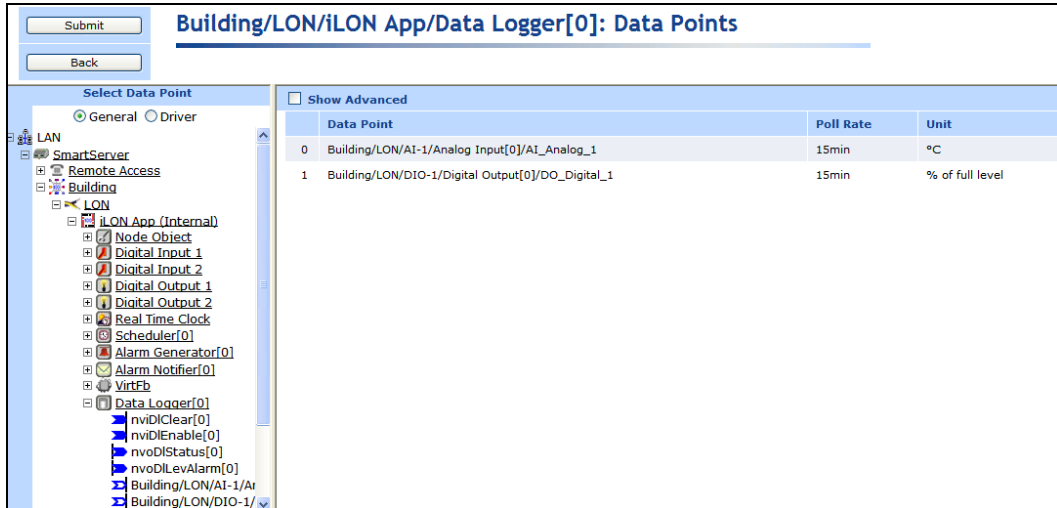 Submit
Building/LON/iLON App/Data Logger[0]: Data Points
Back
Select Data Point
General Driver
LAN
SmartServer
Remote Access
Building
LON
iLON App (Internal)
Node Object
Digital Input 1
Digital Input 2
Digital Output 1
Digital Output 2
Real Time Clock
Scheduler[0]
Alarm Generator[0]
Alarm Notifier[0]
VirtFb
Data Logger[0]
nviDlClear[0]
nviDlEnable[0]
nvoDlStatus[0]
nvoDlLevAlarm[0]
Building/LON/AI-1/A
Building/LON/DIO-1/
Show Advanced
Data Point Poll Rate Unit
0 Building/LON/AI-1/Analog Input[0]/AI_Analog_1 15min °C
1 Building/LON/DIO-1/Digital Output[0]/DO_Digital_1 15min % of full level